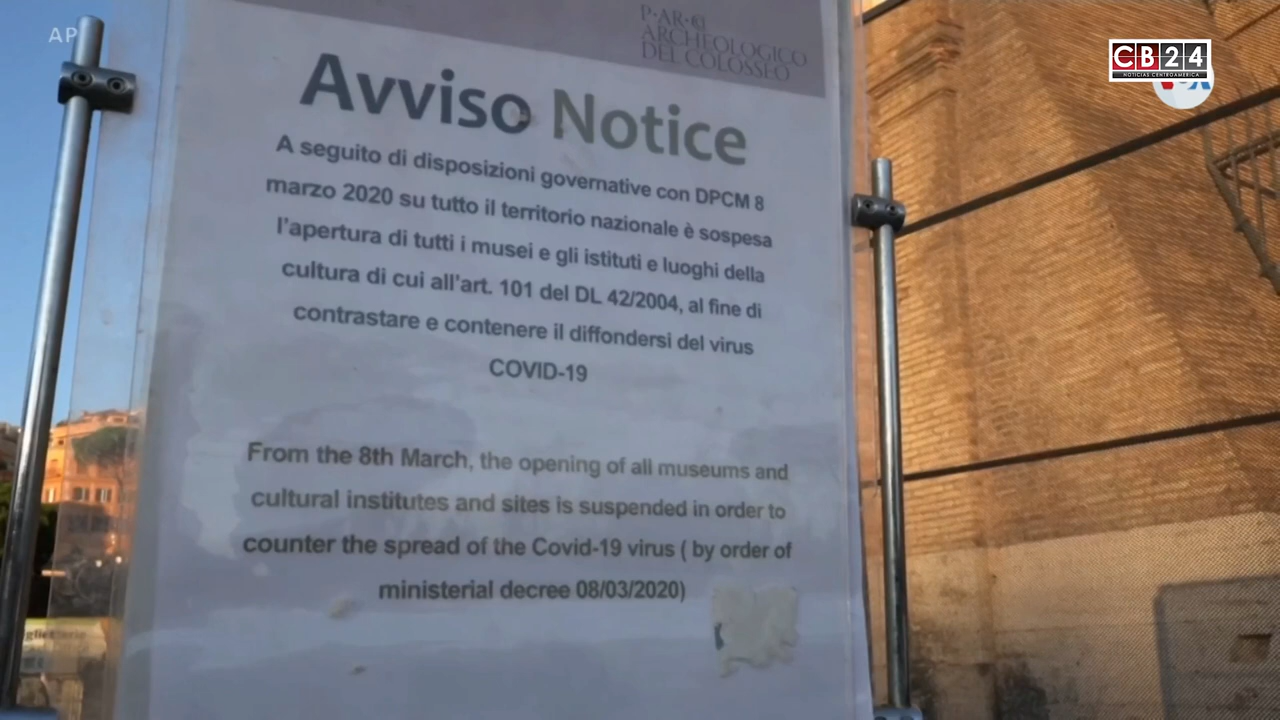 AP
CB24
NOTICIAS CENTROAMERICA
P·AR·CO
ARCHEOLOGICO
DEL COLOSSEO
Avviso Notice
A seguito di disposizioni governative con DPCM 8
marzo 2020 su tutto il territorio nazionale è sospesa
l'apertura di tutti i musei e gli istituti e luoghi della
cultura di cui all'art. 101 del DL 42/2004, al fine di
contrastare e contenere il diffondersi del virus
COVID-19
From the 8th March, the opening of all museums and
cultural institutes and sites is suspended in order to
counter the spread of the Covid-19 virus ( by order of
ministerial decree 08/03/2020)